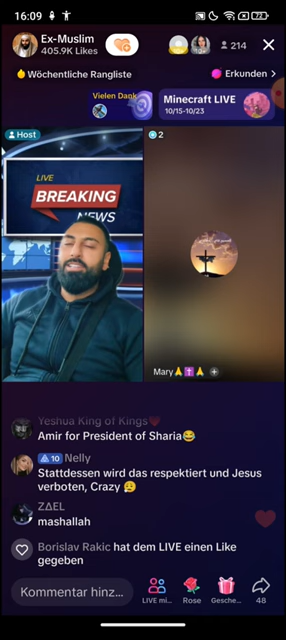 16:09
72
Ex-Muslim
405.9K Likes
214
Wöchentliche Rangliste
Erkunden >
Vielen Dank
Minecraft LIVE
10/15-10/23
Host
2
LIVE
BREAKING
NEWS
Mary🙏✝️🙏
Yeshua King of Kings❤️
Amir for President of Sharia😂
10 Nelly
Stattdessen wird das respektiert und Jesus
verboten, Crazy 😥
ZΔEL
mashallah
Borislav Rakic hat dem LIVE einen Like
gegeben
Kommentar hinz...
LIVE mi...
Rose
Gesche...
48